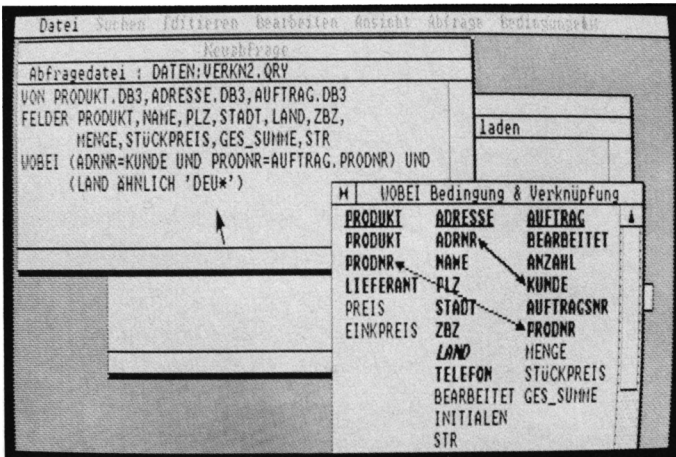 Datei Suchen Editieren Bearbeiten Ansicht Abfrage Bedingungen
Neuabfrage
Abfragedatei : DATEN:VERKN2.QRY
VON PRODUKT.DB3,ADRESSE.DB3,AUFTRAG.DB3
FELDER PRODUKT,NAME,PLZ,STADT,LAND,ZBZ,
MENGE,STÜCKPREIS,GES_SUMME,STR
WOBEI (ADRNR=KUNDE UND PRODNR=AUFTRAG.PRODNR) UND
(LAND ÄHNLICH 'DEU*')
laden
WOBEI Bedingung & Verknüpfung
PRODUKT ADRESSE AUFTRAG
PRODUKT ADRNR BEARBEITET
PRODNR NAME ANZAHL
LIEFERANT PLZ KUNDE
PREIS STADT AUFTRAGSNR
EINKPREIS ZBZ PRODNR
LAND MENGE
TELEFON STÜCKPREIS
BEARBEITET GES_SUMME
INITIALEN
STR